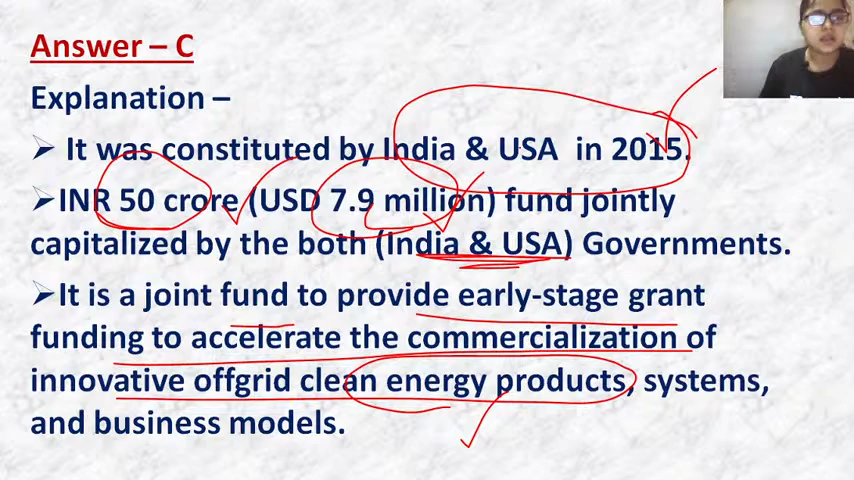 Answer – C
Explanation –
➢ It was constituted by India & USA in 2015.
➢INR 50 crore (USD 7.9 million) fund jointly
capitalized by the both (India & USA) Governments.
➢It is a joint fund to provide early-stage grant
funding to accelerate the commercialization of
innovative offgrid clean energy products, systems,
and business models.